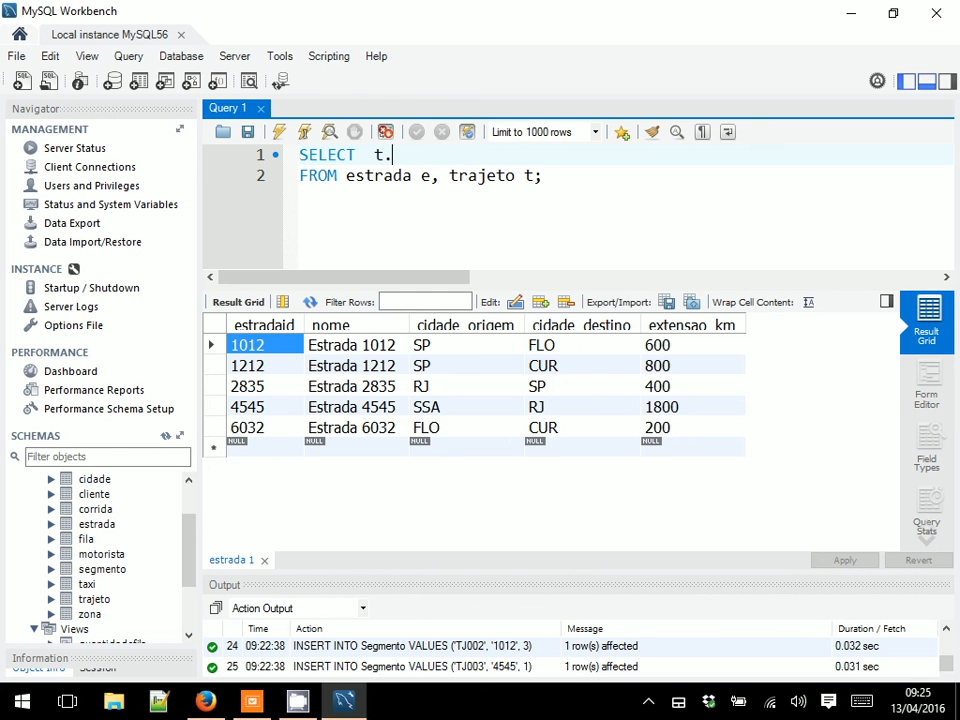 MySQL Workbench
Local instance MySQL56
File Edit View Query Database Server Tools Scripting Help
Navigator
MANAGEMENT
Server Status
Client Connections
Users and Privileges
Status and System Variables
Data Export
Data Import/Restore
INSTANCE
Startup / Shutdown
Server Logs
Options File
PERFORMANCE
Dashboard
Performance Reports
Performance Schema Setup
SCHEMAS
Filter objects
cidade
cliente
corrida
estrada
fila
motorista
segmento
taxi
trajeto
zona
Views
Information
Object Info Session
Query 1
Limit to 1000 rows
1 SELECT t.
2 FROM estrada e, trajeto t;
Result Grid Filter Rows: Edit: Export/Import: Wrap Cell Content:
estradaid nome cidade_origem cidade_destino extensao_km
1012 Estrada 1012 SP FLO 600
1212 Estrada 1212 SP CUR 800
2835 Estrada 2835 RJ SP 400
4545 Estrada 4545 SSA RJ 1800
6032 Estrada 6032 FLO CUR 200
NULL NULL NULL NULL NULL
Result Grid
Form Editor
Field Types
Query Stats
estrada 1
Apply Revert
Output
Action Output
Time Action Message Duration / Fetch
24 09:22:38 INSERT INTO Segmento VALUES ('TJ002', '1012', 3) 1 row(s) affected 0.032 sec
25 09:22:38 INSERT INTO Segmento VALUES ('TJ003', '4545', 1) 1 row(s) affected 0.031 sec
09:25
13/04/2016